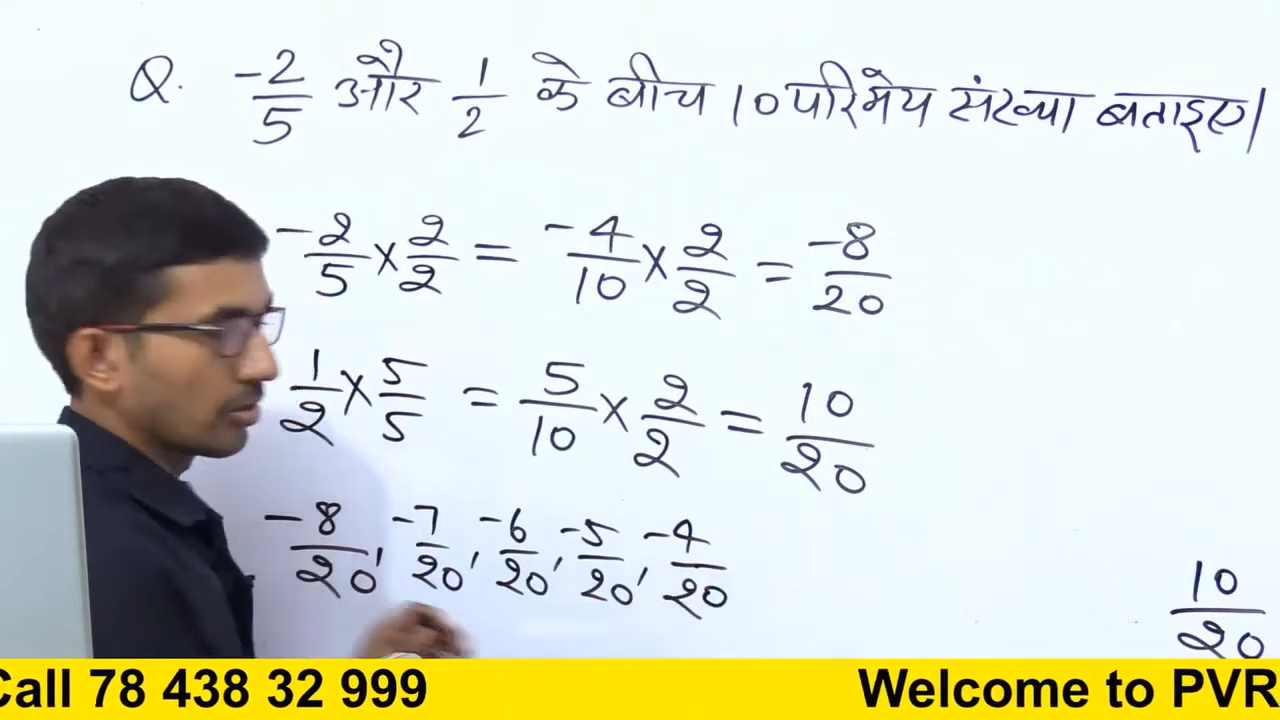 Q. -2/5 और 1/2 के बीच 10 परिमेय संख्या बताइए।
-2/5 × 2/2 = -4/10 × 2/2 = -8/20
1/2 × 5/5 = 5/10 × 2/2 = 10/20
-8/20, -7/20, -6/20, -5/20, -4/20 10/20
Call 78 438 32 999 Welcome to PVR